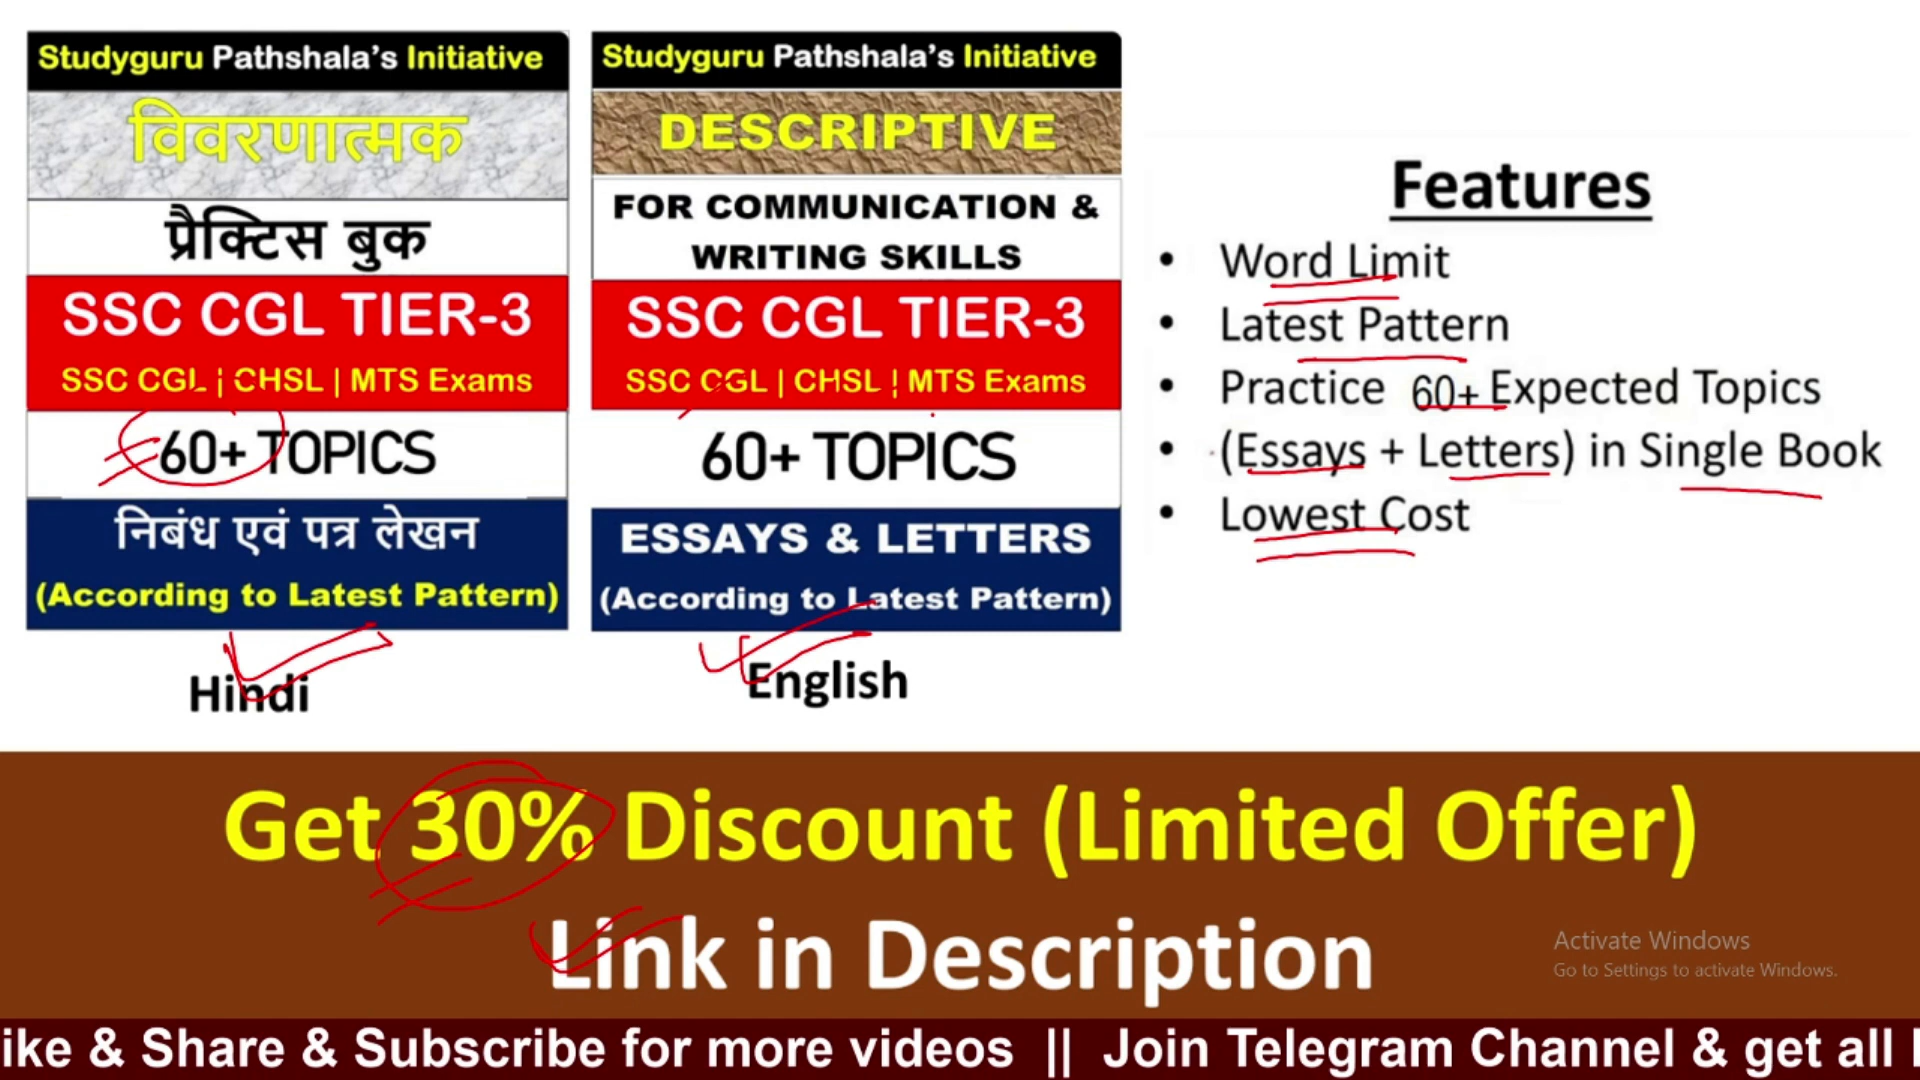 Studyguru Pathshala's Initiative
विवरणात्मक
प्रैक्टिस बुक
SSC CGL TIER-3
SSC CGL | CHSL | MTS Exams
60+ TOPICS
निबंध एवं पत्र लेखन
(According to Latest Pattern)
Hindi
Studyguru Pathshala's Initiative
DESCRIPTIVE
FOR COMMUNICATION &
WRITING SKILLS
SSC CGL TIER-3
SSC CGL | CHSL | MTS Exams
60+ TOPICS
ESSAYS & LETTERS
(According to Latest Pattern)
English
Features
• Word Limit
• Latest Pattern
• Practice 60+ Expected Topics
• (Essays + Letters) in Single Book
• Lowest Cost
Get 30% Discount (Limited Offer)
Link in Description
Activate Windows
Go to Settings to activate Windows.
ike & Share & Subscribe for more videos || Join Telegram Channel & get all